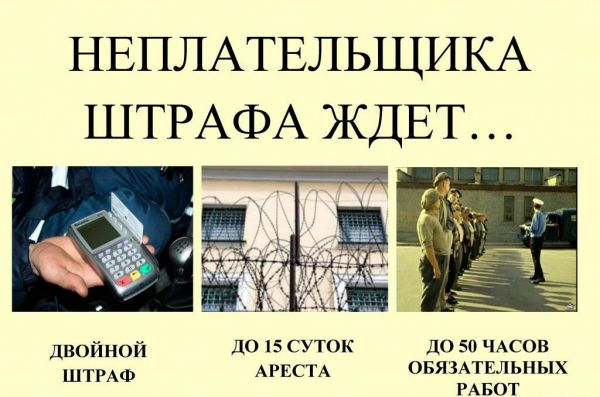 НЕПЛАТЕЛЬЩИКА
ШТРАФА ЖДЕТ...
ДВОЙНОЙ
ШТРАФ
ДО 15 СУТОК
АРЕСТА
ДО 50 ЧАСОВ
ОБЯЗАТЕЛЬНЫХ
РАБОТ